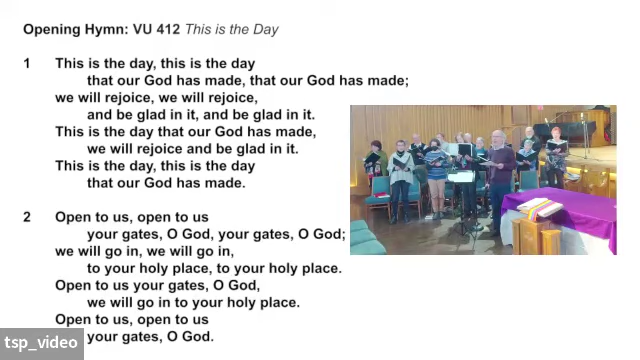 Opening Hymn: VU 412 This is the Day
1 This is the day, this is the day
that our God has made, that our God has made;
we will rejoice, we will rejoice,
and be glad in it, and be glad in it.
This is the day that our God has made,
we will rejoice and be glad in it.
This is the day, this is the day
that our God has made.
2 Open to us, open to us
your gates, O God, your gates, O God;
we will go in, we will go in,
to your holy place, to your holy place.
Open to us your gates, O God,
we will go in to your holy place.
Open to us, open to us
your gates, O God.
tsp_video